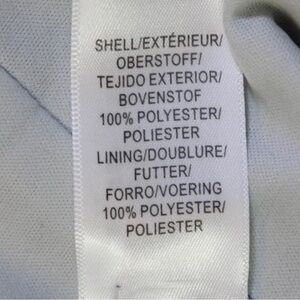 SHELL/EXTÉRIEUR/
OBERSTOFF/
TEJIDO EXTERIOR/
BOVENSTOF
100% POLYESTER/
POLIESTER
LINING/DOUBLURE/
FUTTER/
FORRO/VOERING
100% POLYESTER/
POLIESTER